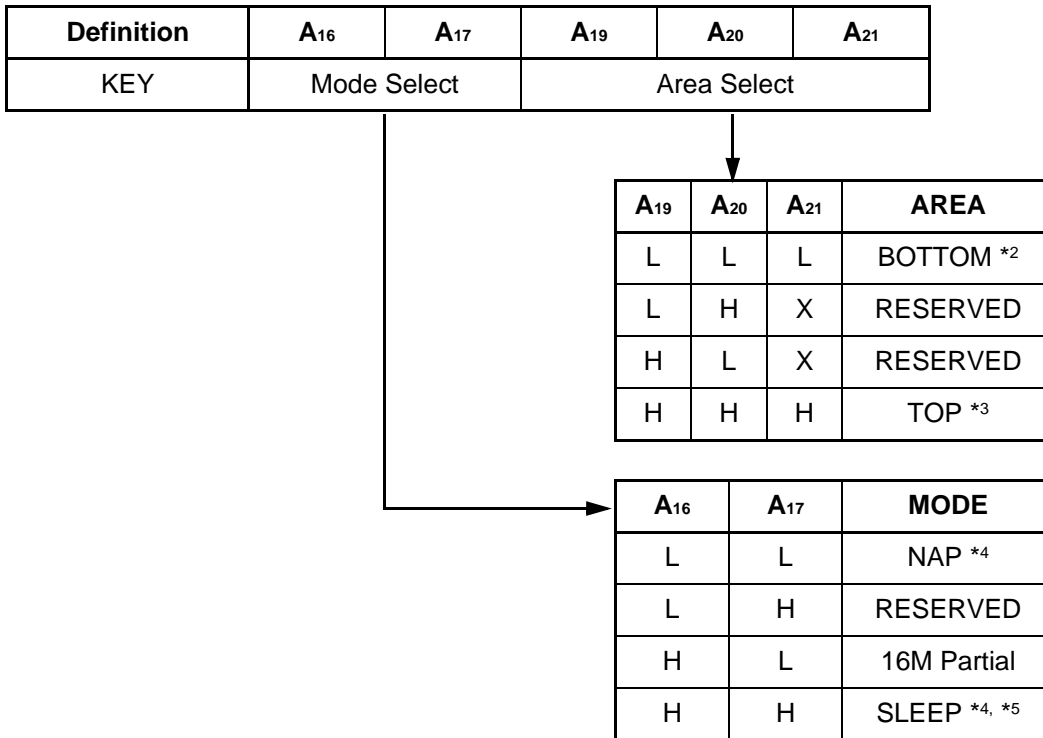 Definition A16 A17 A19 A20 A21
KEY Mode Select Area Select
A19 A20 A21 AREA
L L L BOTTOM *2
L H X RESERVED
H L X RESERVED
H H H TOP *3
A16 A17 MODE
L L NAP *4
L H RESERVED
H L 16M Partial
H H SLEEP *4, *5